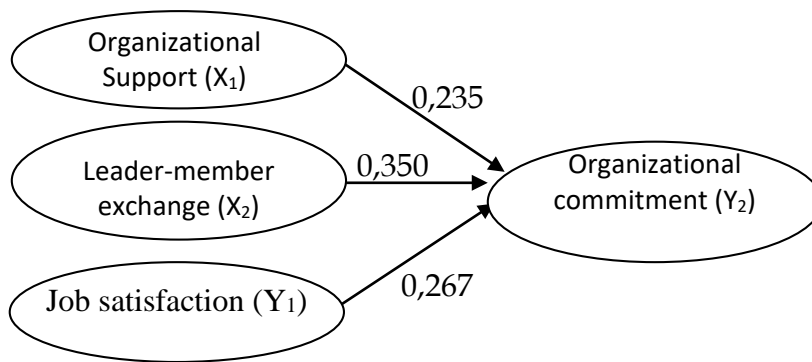 Organizational
Support (X₁)
0,235
Leader-member
exchange (X₂)
0,350
Organizational
commitment (Y₂)
Job satisfaction (Y₁)
0,267